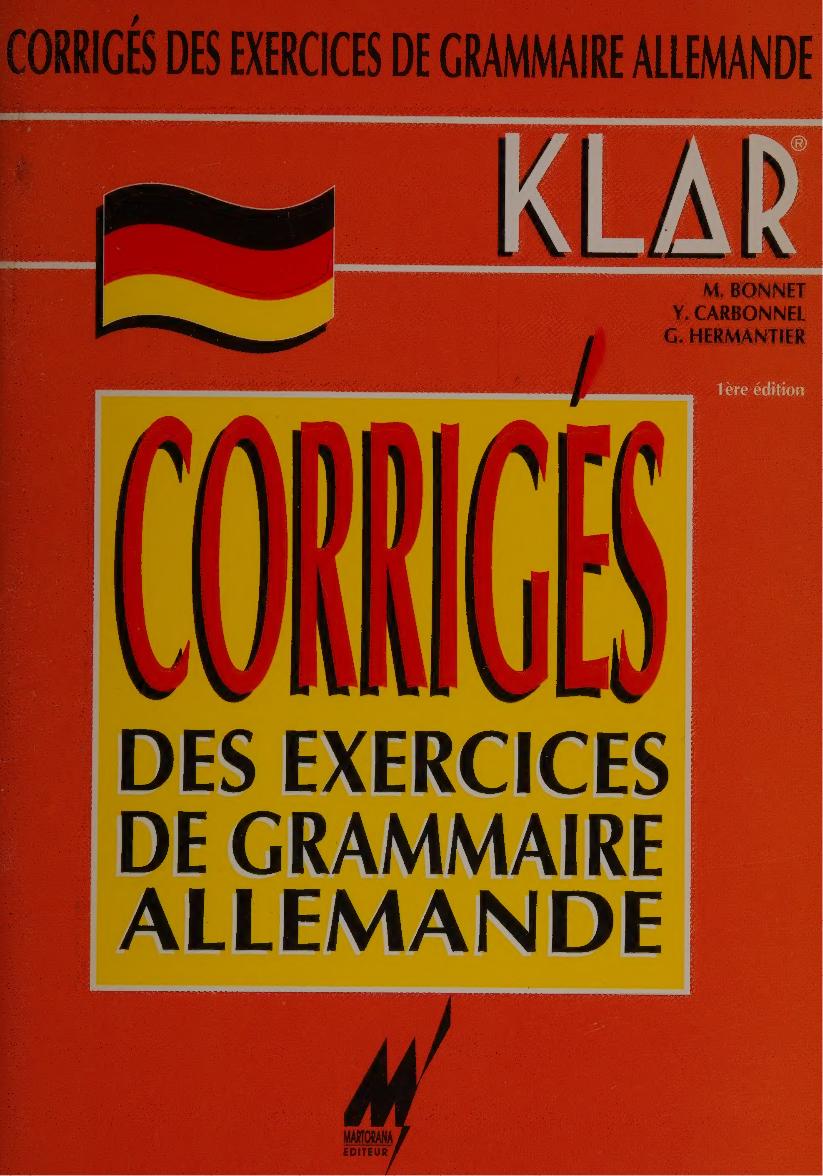 CORRIGÉS DES EXERCICES DE GRAMMAIRE ALLEMANDE
KLAR®
M. BONNET
Y. CARBONNEL
G. HERMANTIER
1ère édition
CORRIGÉS
DES EXERCICES
DE GRAMMAIRE
ALLEMANDE
M
MARTORANA
EDITEUR